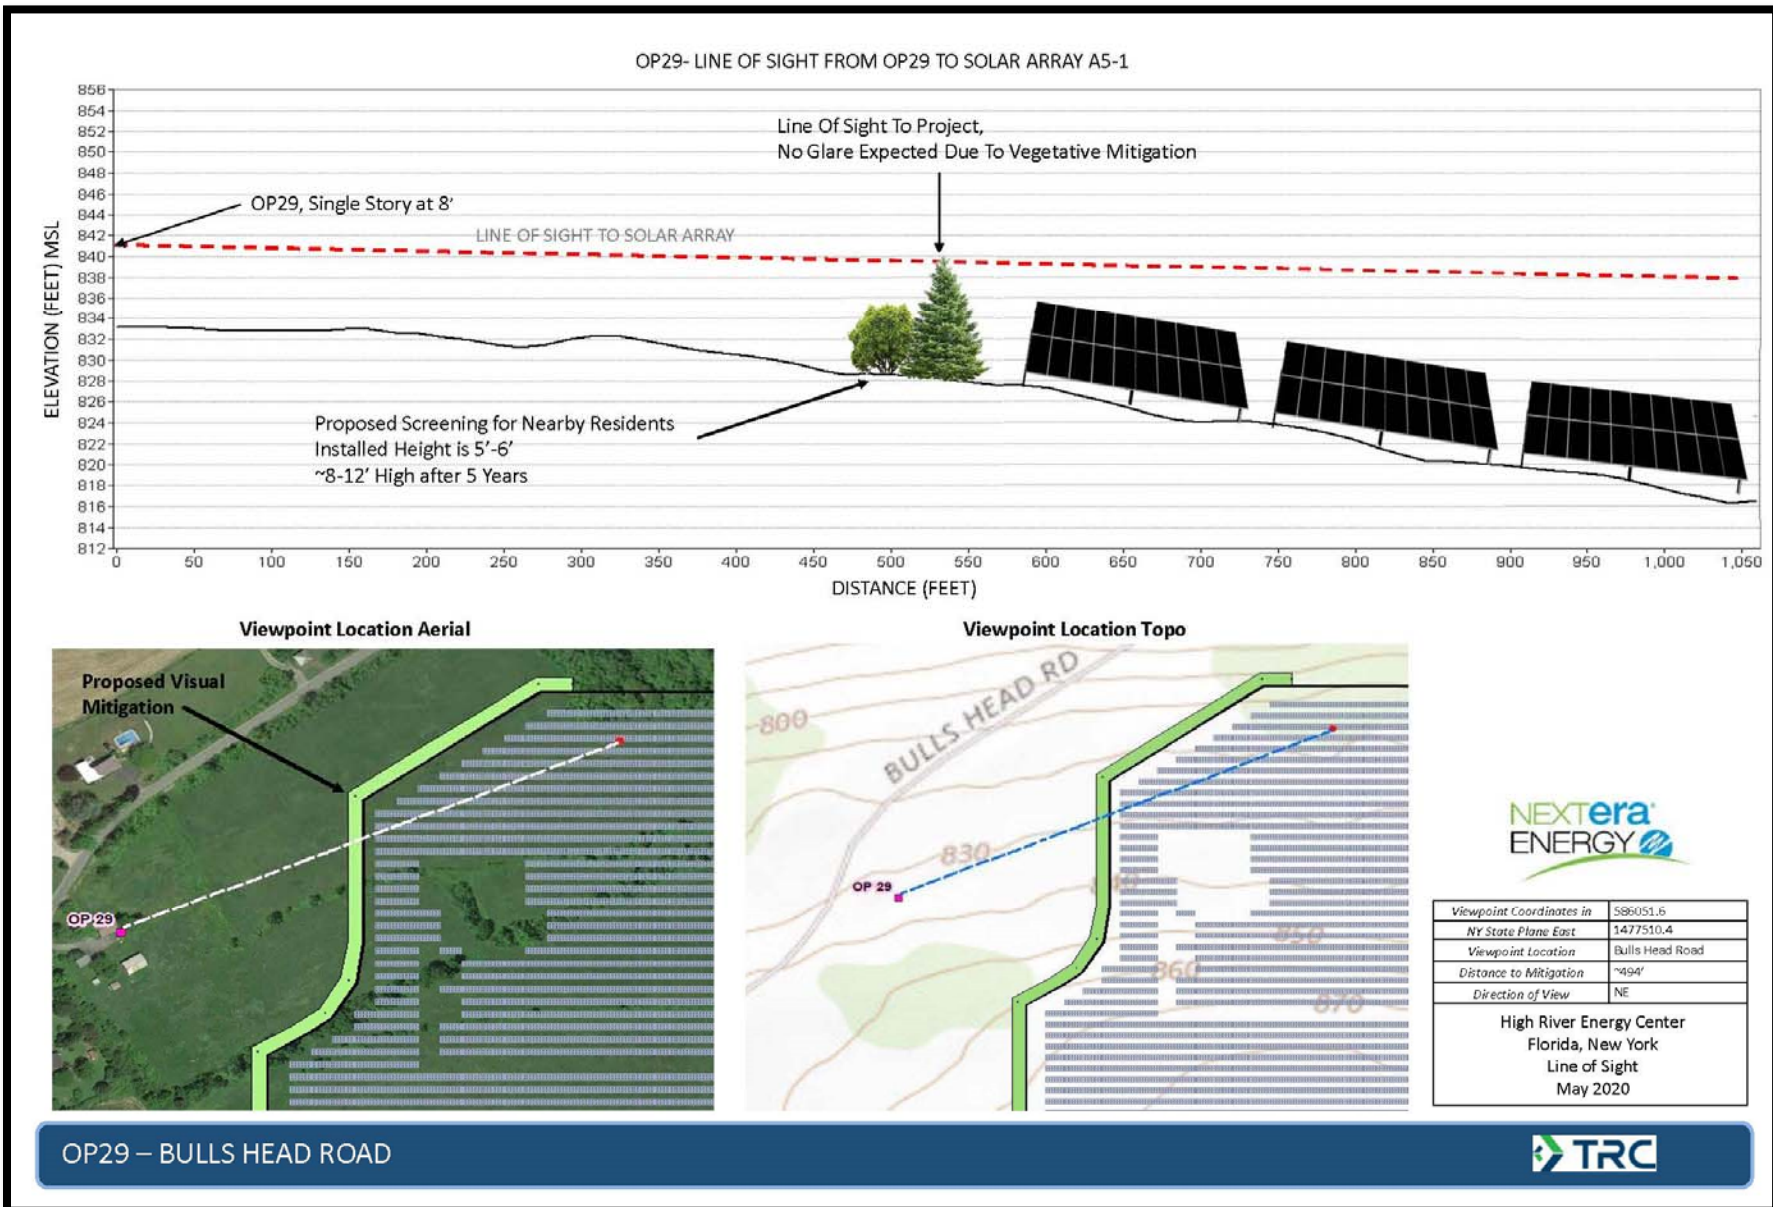 OP29- LINE OF SIGHT FROM OP29 TO SOLAR ARRAY A5-1
856
854
852
850
848
846
844
842
840
838
836
834
832
830
828
826
824
822
820
818
816
814
812
ELEVATION (FEET) MSL
Line Of Sight To Project,
No Glare Expected Due To Vegetative Mitigation
OP29, Single Story at 8'
LINE OF SIGHT TO SOLAR ARRAY
Proposed Screening for Nearby Residents
Installed Height is 5'-6'
~8-12' High after 5 Years
0 50 100 150 200 250 300 350 400 450 500 550 600 650 700 750 800 850 900 950 1,000 1,050
DISTANCE (FEET)
Viewpoint Location Aerial
Proposed Visual
Mitigation
OP 29
Viewpoint Location Topo
BULLS HEAD RD
800
830
OP 29
840
850
860
870
NEXTera
ENERGY
Viewpoint Coordinates in 586051.6
NY State Plane East 1477510.4
Viewpoint Location Bulls Head Road
Distance to Mitigation ~494'
Direction of View NE
High River Energy Center
Florida, New York
Line of Sight
May 2020
OP29 – BULLS HEAD ROAD
TRC